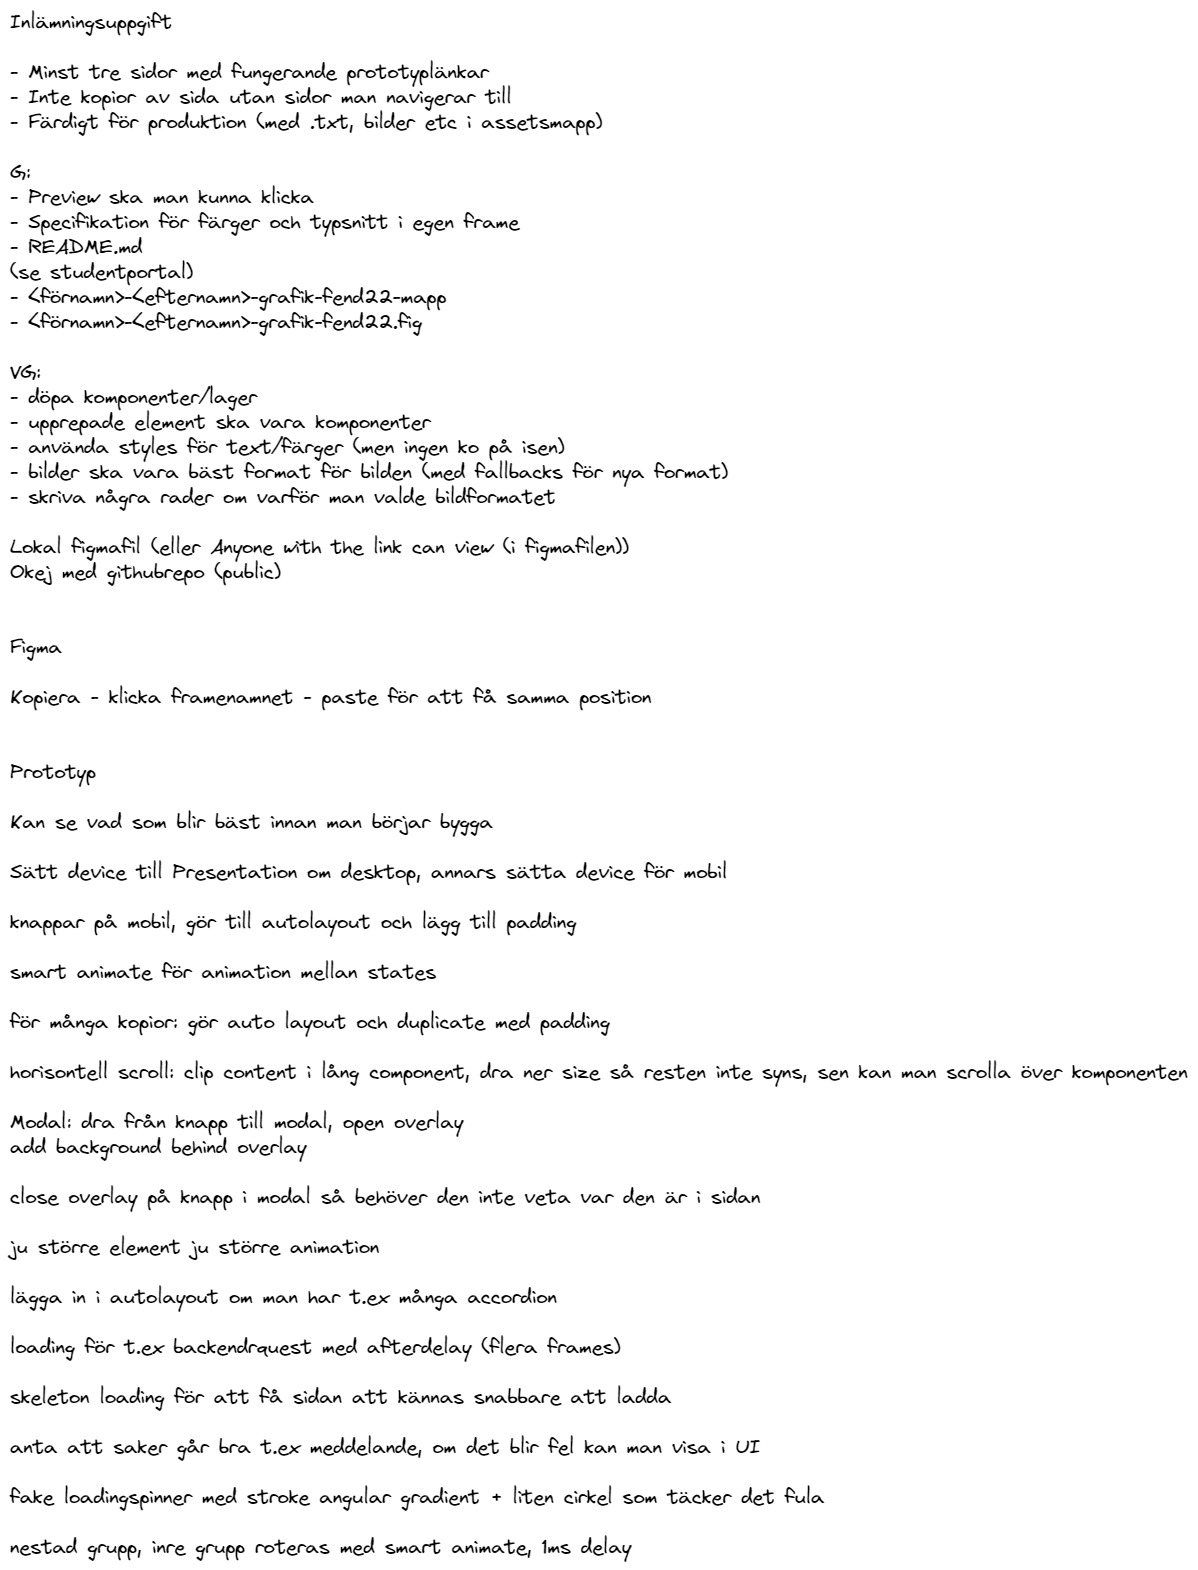 Inlämningsuppgift
- Minst tre sidor med fungerande prototyplänkar
- Inte kopior av sida utan sidor man navigerar till
- Färdigt för produktion (med .txt, bilder etc i assetsmapp)
G:
- Preview ska man kunna klicka
- Specifikation för färger och typsnitt i egen frame
- README.md
(se studentportal)
- <förnamn>-<efternamn>-grafik-fend22-mapp
- <förnamn>-<efternamn>-grafik-fend22.fig
VG:
- döpa komponenter/lager
- upprepade element ska vara komponenter
- använda styles för text/färger (men ingen ko på isen)
- bilder ska vara bäst format för bilden (med fallbacks för nya format)
- skriva några rader om varför man valde bildformatet
Lokal figmafil (eller Anyone with the link can view (i figmafilen))
Okej med githubrepo (public)
Figma
Kopiera - klicka framenamnet - paste för att få samma position
Prototyp
Kan se vad som blir bäst innan man börjar bygga
Sätt device till Presentation om desktop, annars sätta device för mobil
knappar på mobil, gör till autolayout och lägg till padding
smart animate för animation mellan states
för många kopior: gör auto layout och duplicate med padding
horisontell scroll: clip content i lång component, dra ner size så resten inte syns, sen kan man scrolla över komponenten
Modal: dra från knapp till modal, open overlay
add background behind overlay
close overlay på knapp i modal så behöver den inte veta var den är i sidan
ju större element ju större animation
lägga in i autolayout om man har t.ex många accordion
loading för t.ex backendrquest med afterdelay (flera frames)
skeleton loading för att få sidan att kännas snabbare att ladda
anta att saker går bra t.ex meddelande, om det blir fel kan man visa i UI
fake loadingspinner med stroke angular gradient + liten cirkel som täcker det fula
nestad grupp, inre grupp roteras med smart animate, 1ms delay